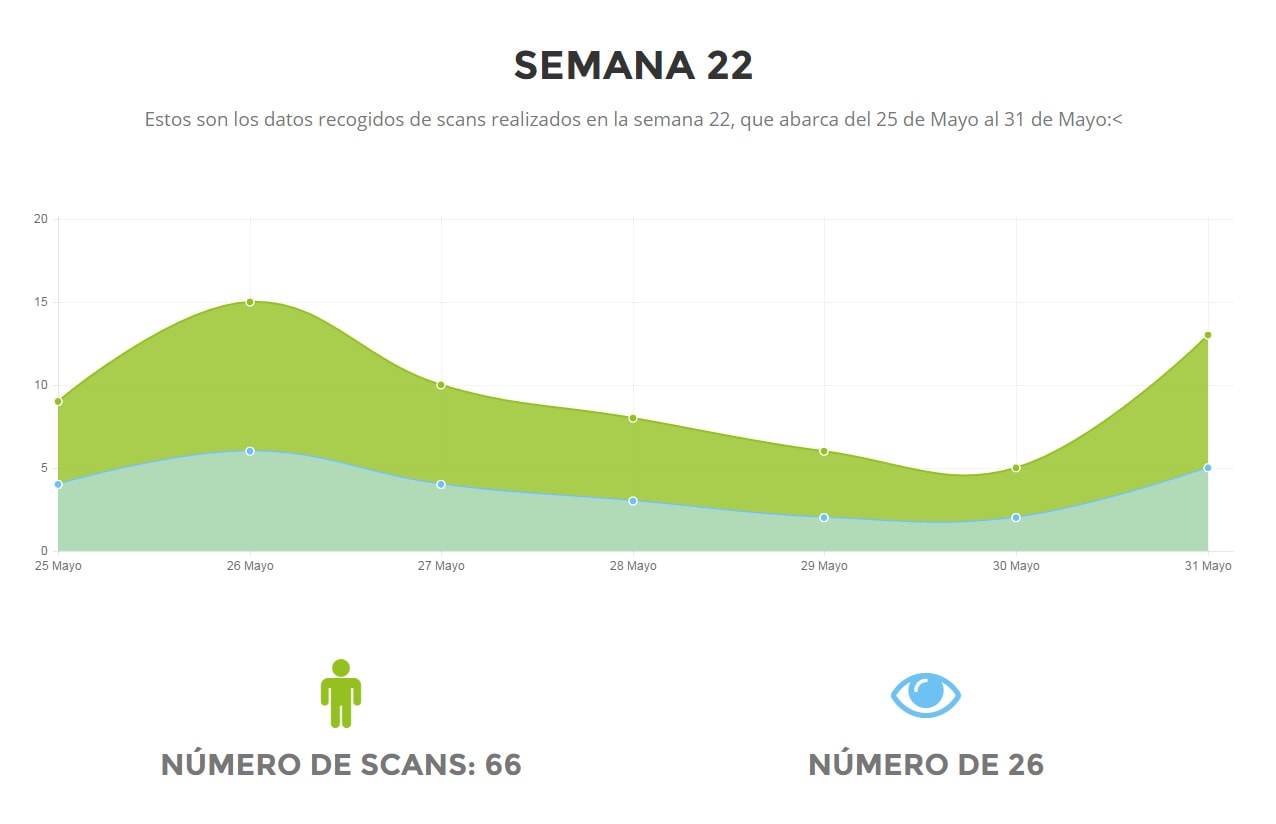 SEMANA 22
Estos son los datos recogidos de scans realizados en la semana 22, que abarca del 25 de Mayo al 31 de Mayo:<
20
15
10
5
0
25 Mayo 26 Mayo 27 Mayo 28 Mayo 29 Mayo 30 Mayo 31 Mayo
NÚMERO DE SCANS: 66 NÚMERO DE 26